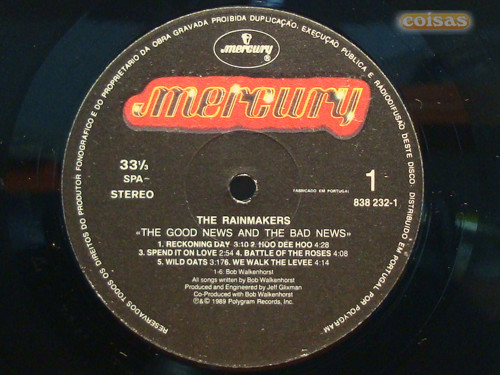 coisas
RESERVADOS TODOS OS DIREITOS DO PRODUTOR FONOGRAFICO E DO PROPRIETARIO DA OBRA GRAVADA PROIBIDA DUPLICAÇÃO, EXECUÇÃO PÚBLICA E RADIODIFUSÃO DESTE DISCO. DISTRIBUIDO EM PORTUGAL POR POLYGRAM
mercury
®
mercury
33⅓
SPA-
STEREO
FABRICADO EM PORTUGAL
1
838 232-1
THE RAINMAKERS
«THE GOOD NEWS AND THE BAD NEWS»
1. RECKONING DAY 3:10 2. HOO DEE HOO 4:28
3. SPEND IT ON LOVE 2:54 4. BATTLE OF THE ROSES 4:08
5. WILD OATS 3:17 6. WE WALK THE LEVEE 4:14
1-6: Bob Walkenhorst
All songs written by Bob Walkenhorst
Produced and Engineered by Jeff Glixman
Co-Produced with Bob Walkenhorst
℗&© 1989 Polygram Records, Inc.